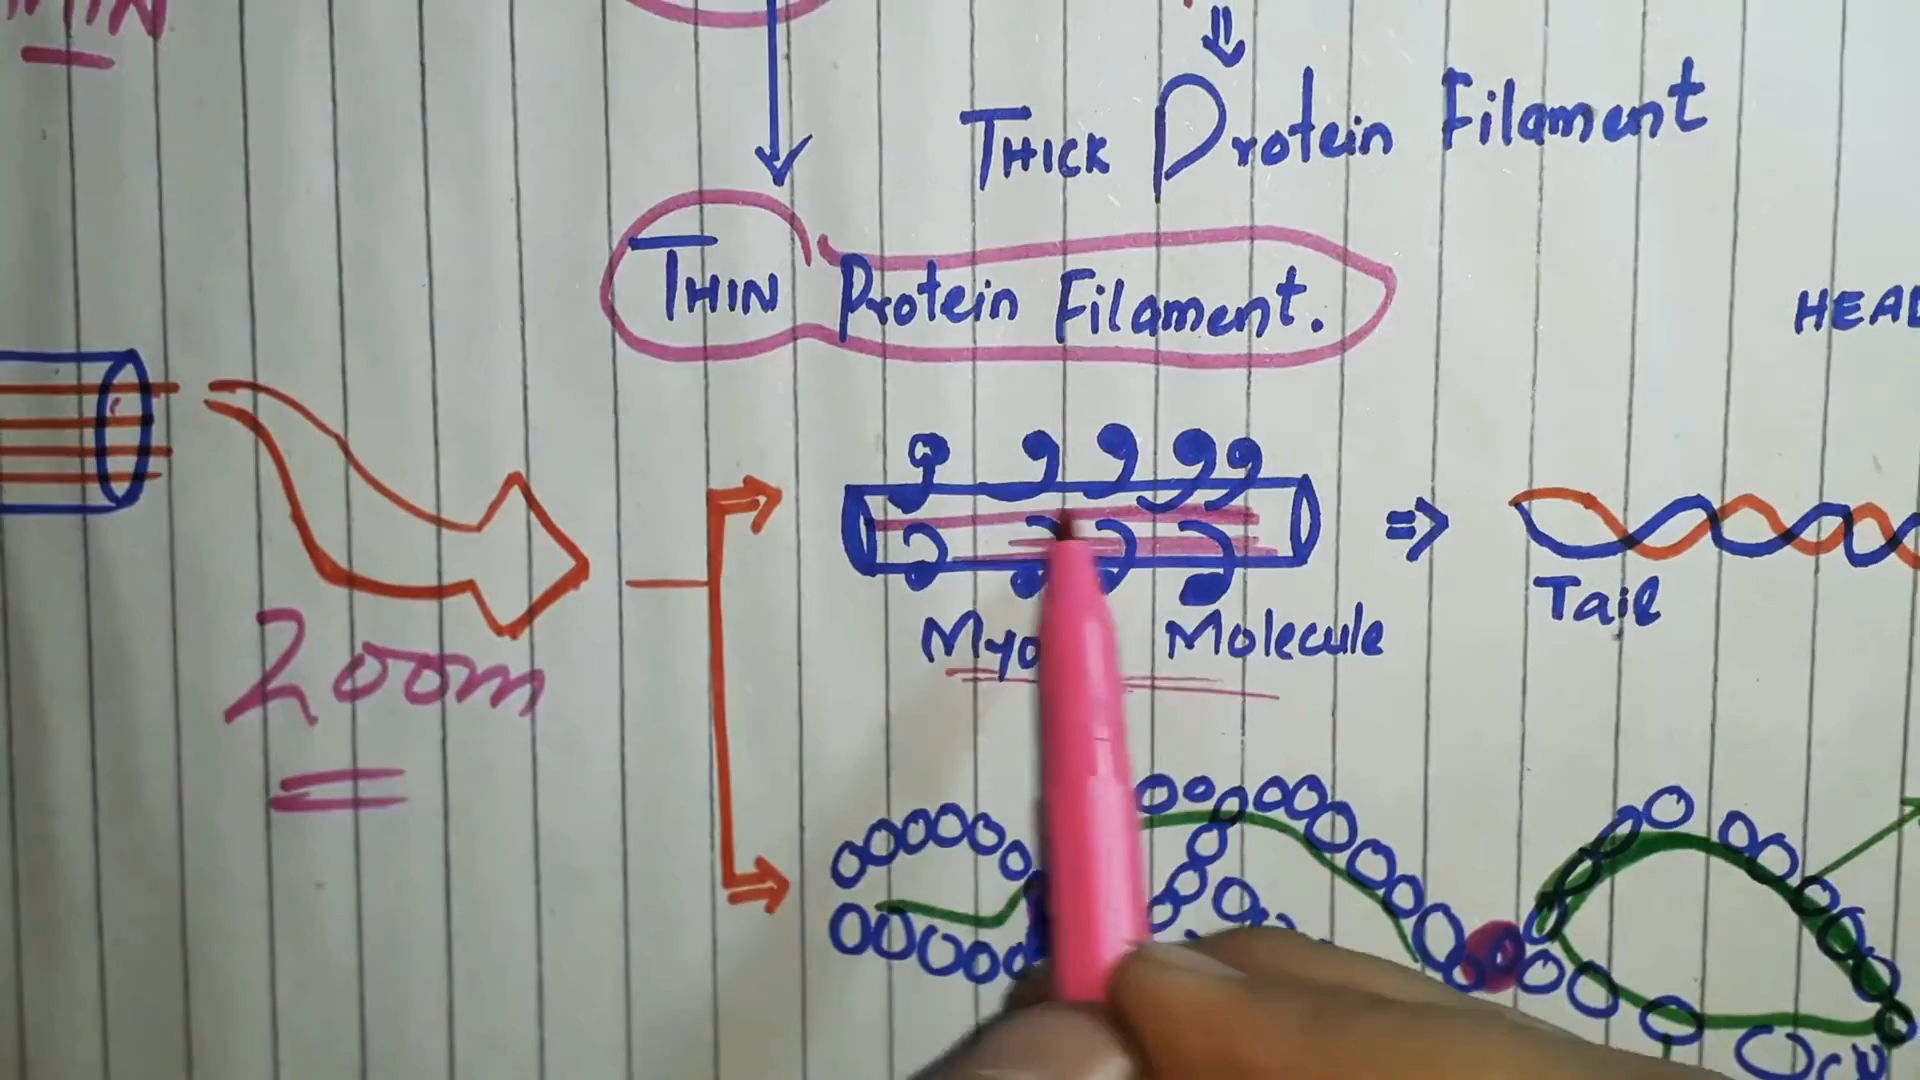 THICK Protein Filament
THIN Protein Filament.
HEAD
Zoom
Tail
Molecule